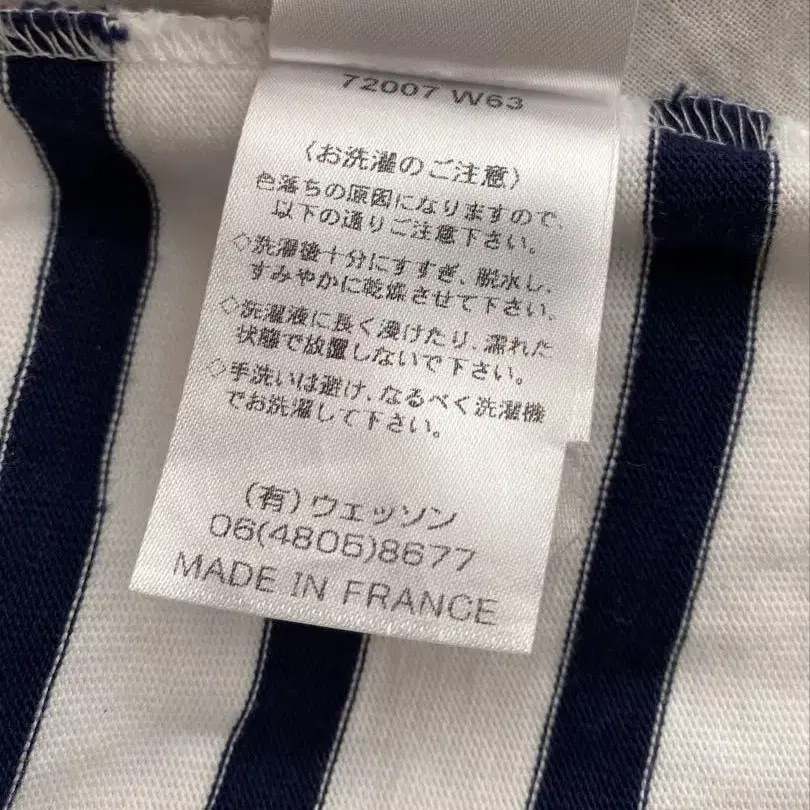 72007 W63
〈お洗濯のご注意〉
色落ちの原因になりますので、
以下の通りご注意下さい。
◇洗濯後十分にすすぎ、脱水し、
すみやかに乾燥させて下さい。
◇洗濯液に長く浸けたり、濡れた
状態で放置しないで下さい。
◇手洗いは避け、なるべく洗濯機
でお洗濯して下さい。
(有)ウェッソン
06(4805)8677
MADE IN FRANCE